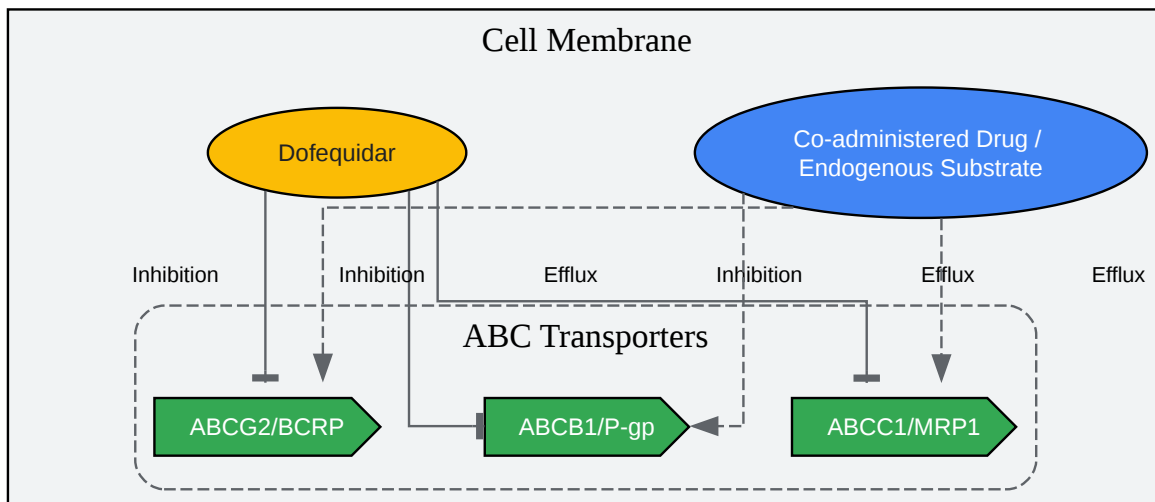 Cell Membrane
Dofequidar
Co-administered Drug /
Endogenous Substrate
Inhibition
Inhibition
Efflux
Inhibition
Efflux
Efflux
ABC Transporters
ABCG2/BCRP
ABCB1/P-gp
ABCC1/MRP1